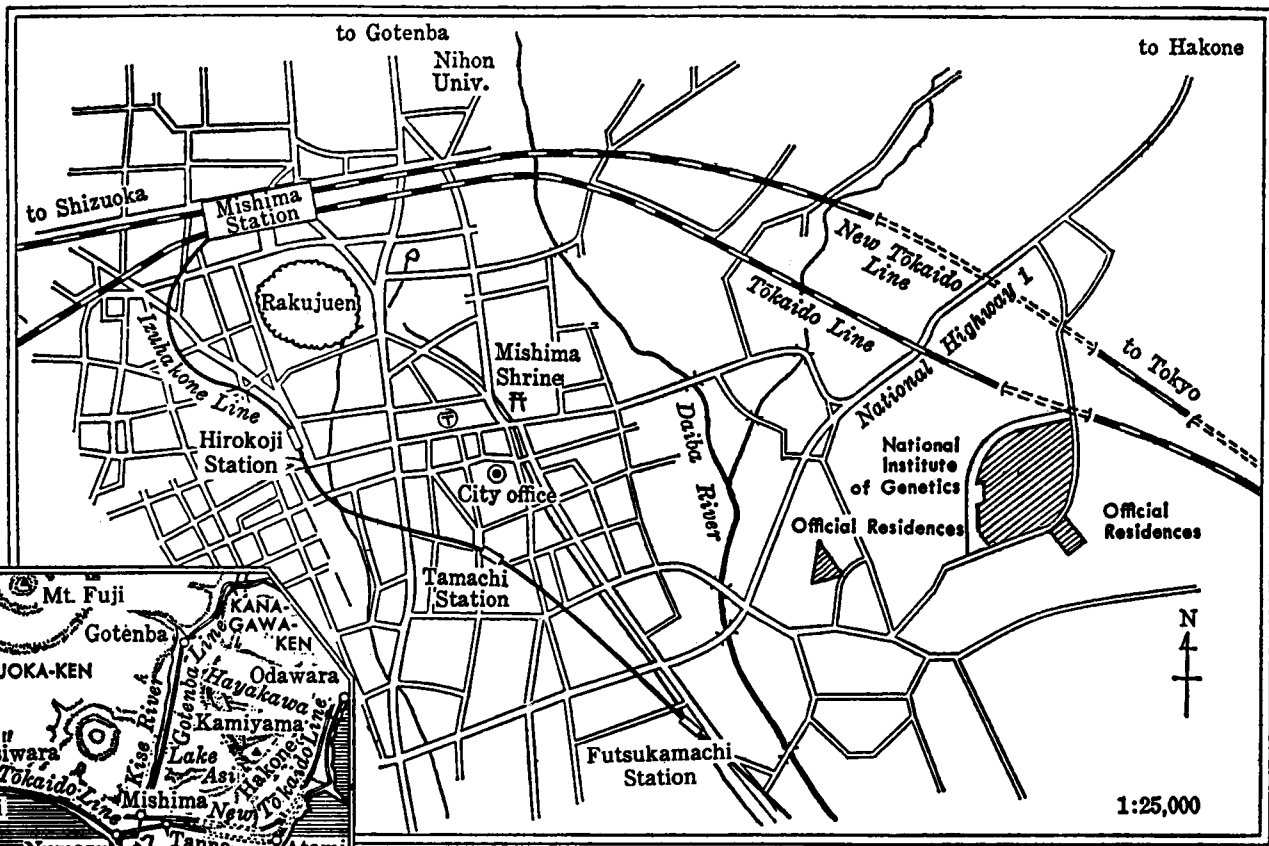 to Gotenba
Nihon
Univ.
to Hakone
to Shizuoka
Mishima
Station
New Tōkaido
Line
Rakujuen
Tōkaido Line
National Highway 1
to Tokyo
Izuhakone Line
Mishima
Shrine
〒
Hirokoji
Station
City office
Daiba River
National
Institute
of Genetics
Official Residences
Official
Residences
Tamachi
Station
Futsukamachi
Station
N
1:25,000
Mt. Fuji
KANA-
GAWA-
KEN
Gotenba
Gotenba Line
Kise River
Hayakawa
Odawara
Kamiyama
Lake
Asi
Hakone
Tōkaido Line
Mishima
New Tōkaido Line
Tanna
Atami